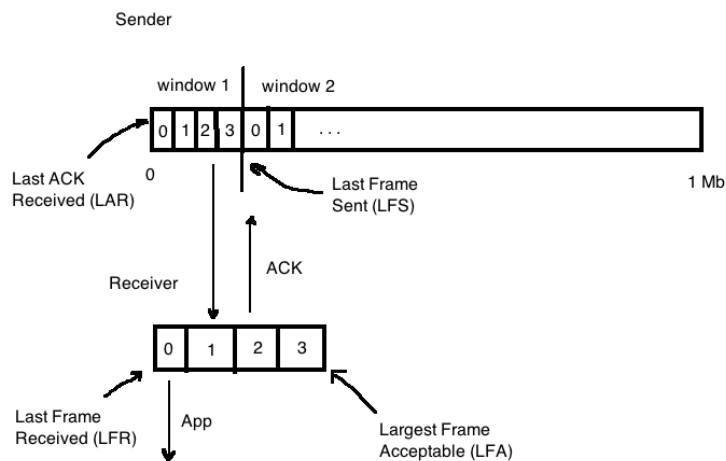 Sender
window 1
window 2
0 1 2 3 0 1 ...
Last ACK
Received (LAR)
0
Last Frame
Sent (LFS)
1 Mb
Receiver
ACK
0 1 2 3
Last Frame
Received (LFR)
App
Largest Frame
Acceptable (LFA)